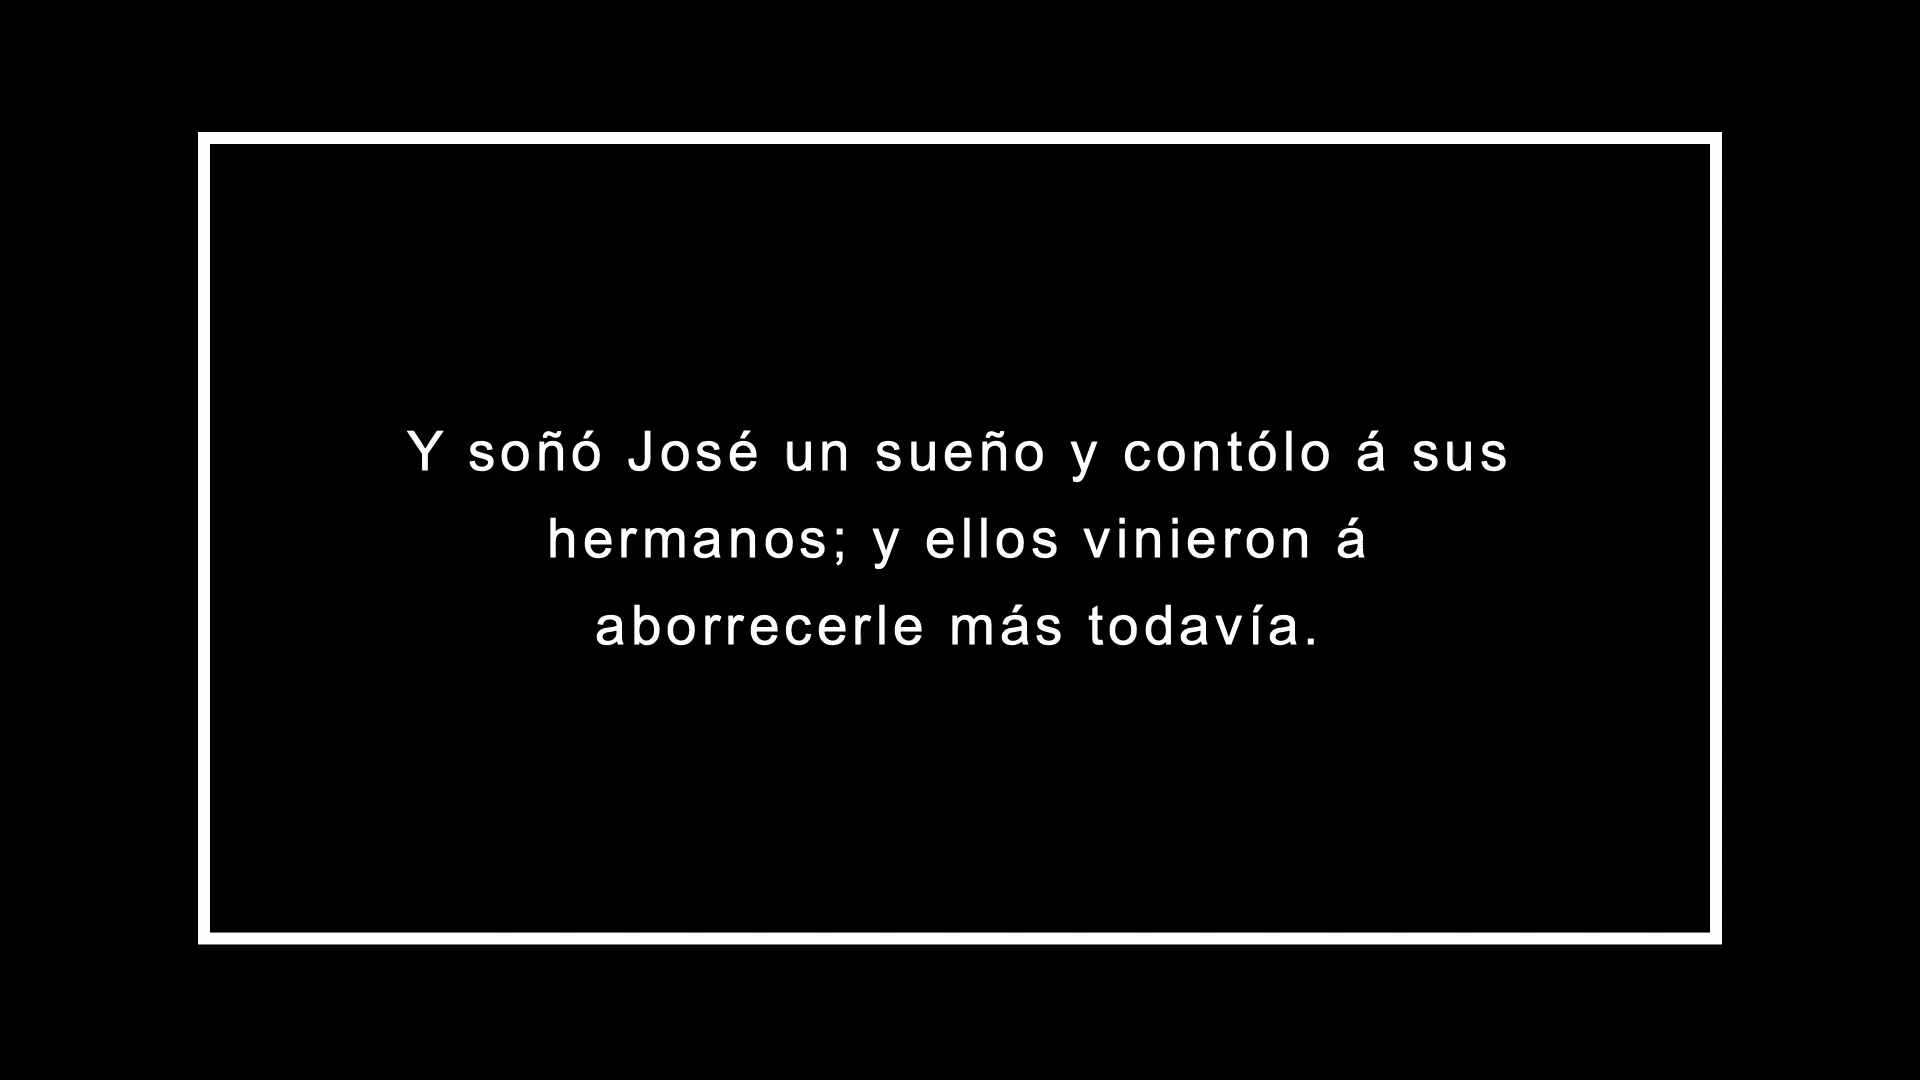 Y soñó José un sueño y contólo á sus
hermanos; y ellos vinieron á
aborrecerle más todavía.